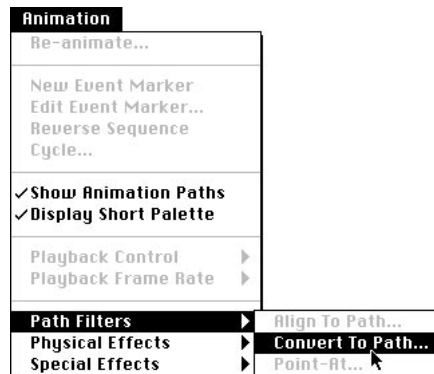 Animation
Re-animate...
New Event Marker
Edit Event Marker...
Reverse Sequence
Cycle...
✓Show Animation Paths
✓Display Short Palette
Playback Control
Playback Frame Rate
Path Filters
Align To Path...
Physical Effects
Convert To Path...
Special Effects
Point-At...